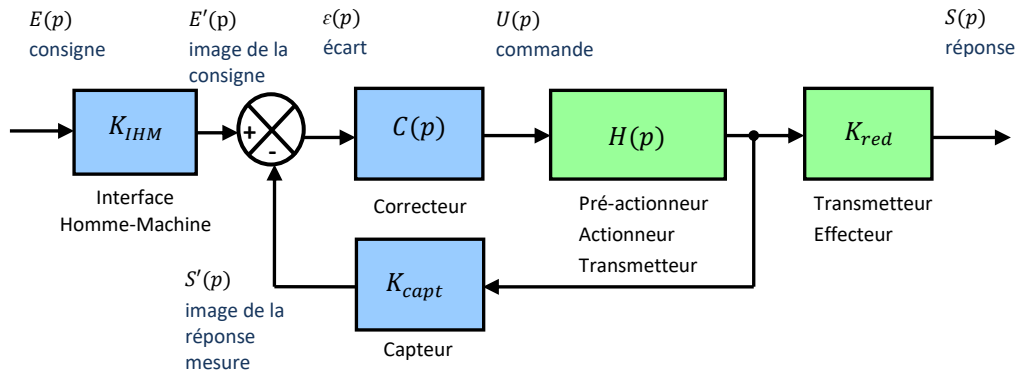 E(p)
consigne
E'(p)
image de la
consigne
ε(p)
écart
U(p)
commande
S(p)
réponse
K_IHM
+
-
C(p)
H(p)
K_red
Interface
Homme-Machine
Correcteur
Pré-actionneur
Actionneur
Transmetteur
Transmetteur
Effecteur
S'(p)
image de la
réponse
mesure
K_capt
Capteur